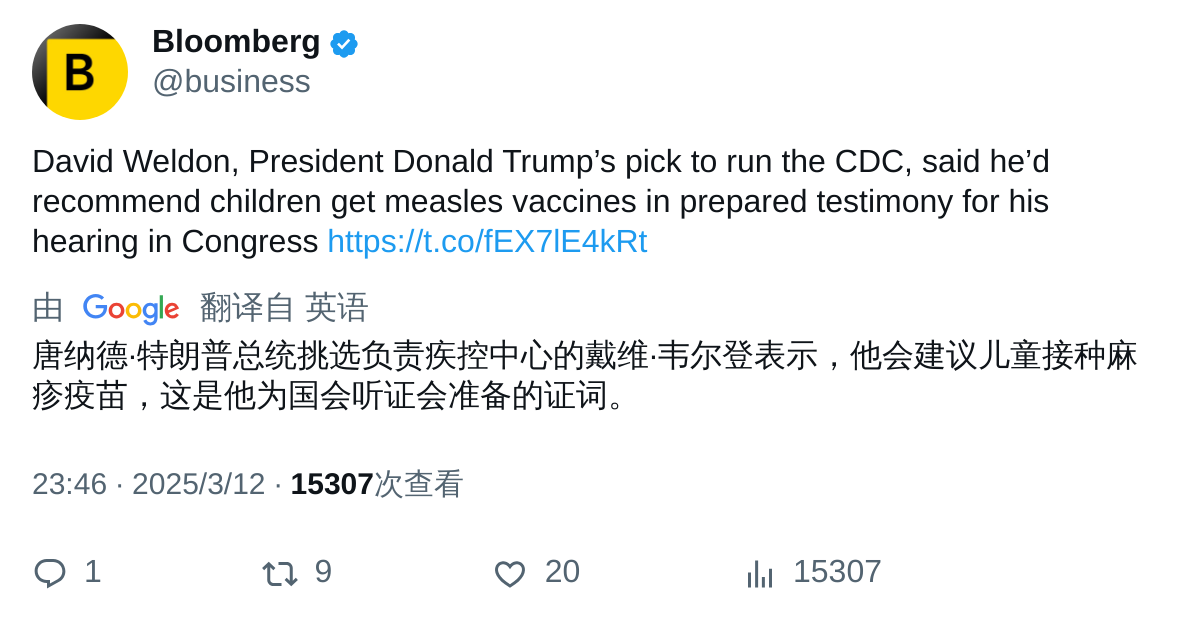 B
Bloomberg
@business
David Weldon, President Donald Trump’s pick to run the CDC, said he’d
recommend children get measles vaccines in prepared testimony for his
hearing in Congress https://t.co/fEX7lE4kRt
由 Google 翻译自 英语
唐纳德·特朗普总统挑选负责疾控中心的戴维·韦尔登表示，他会建议儿童接种麻
疹疫苗，这是他为国会听证会准备的证词。
23:46 · 2025/3/12 · 15307次查看
1 9 20 15307